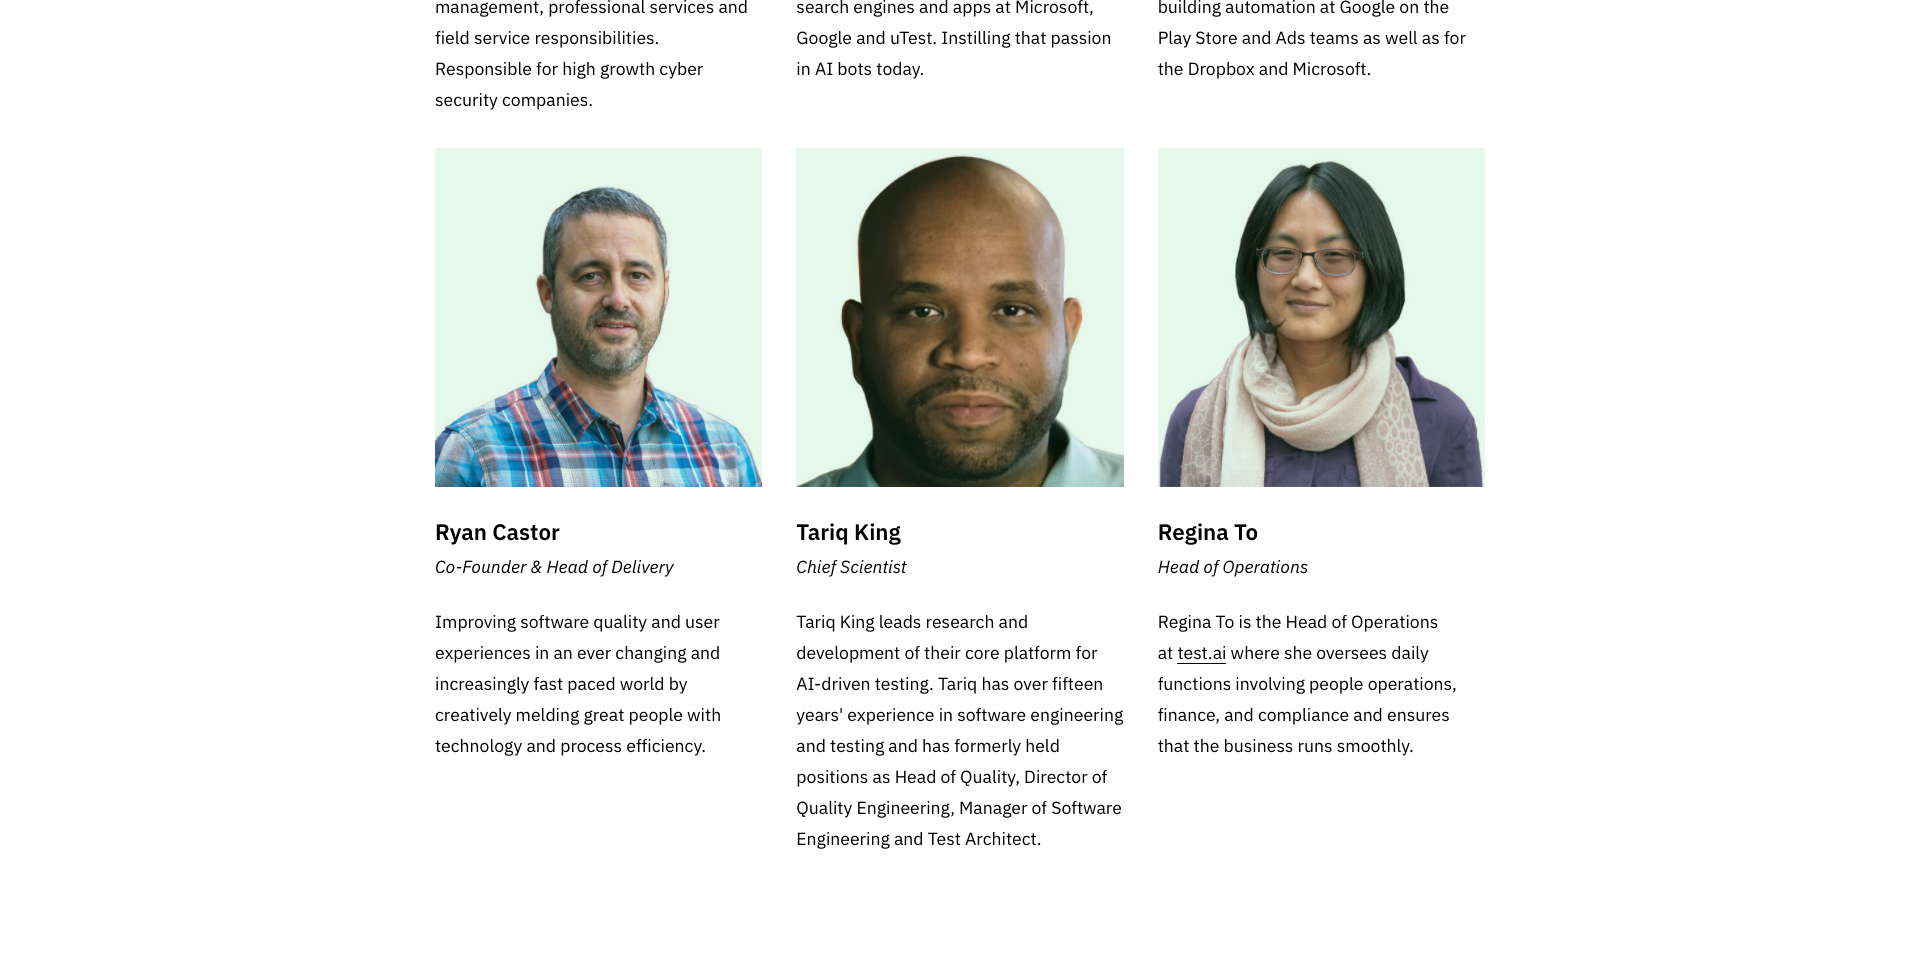 management, professional services and
field service responsibilities.
Responsible for high growth cyber
security companies.
search engines and apps at Microsoft,
Google and uTest. Instilling that passion
in AI bots today.
building automation at Google on the
Play Store and Ads teams as well as for
the Dropbox and Microsoft.
Ryan Castor
Co-Founder & Head of Delivery
Improving software quality and user
experiences in an ever changing and
increasingly fast paced world by
creatively melding great people with
technology and process efficiency.
Tariq King
Chief Scientist
Tariq King leads research and
development of their core platform for
AI-driven testing. Tariq has over fifteen
years' experience in software engineering
and testing and has formerly held
positions as Head of Quality, Director of
Quality Engineering, Manager of Software
Engineering and Test Architect.
Regina To
Head of Operations
Regina To is the Head of Operations
at test.ai where she oversees daily
functions involving people operations,
finance, and compliance and ensures
that the business runs smoothly.